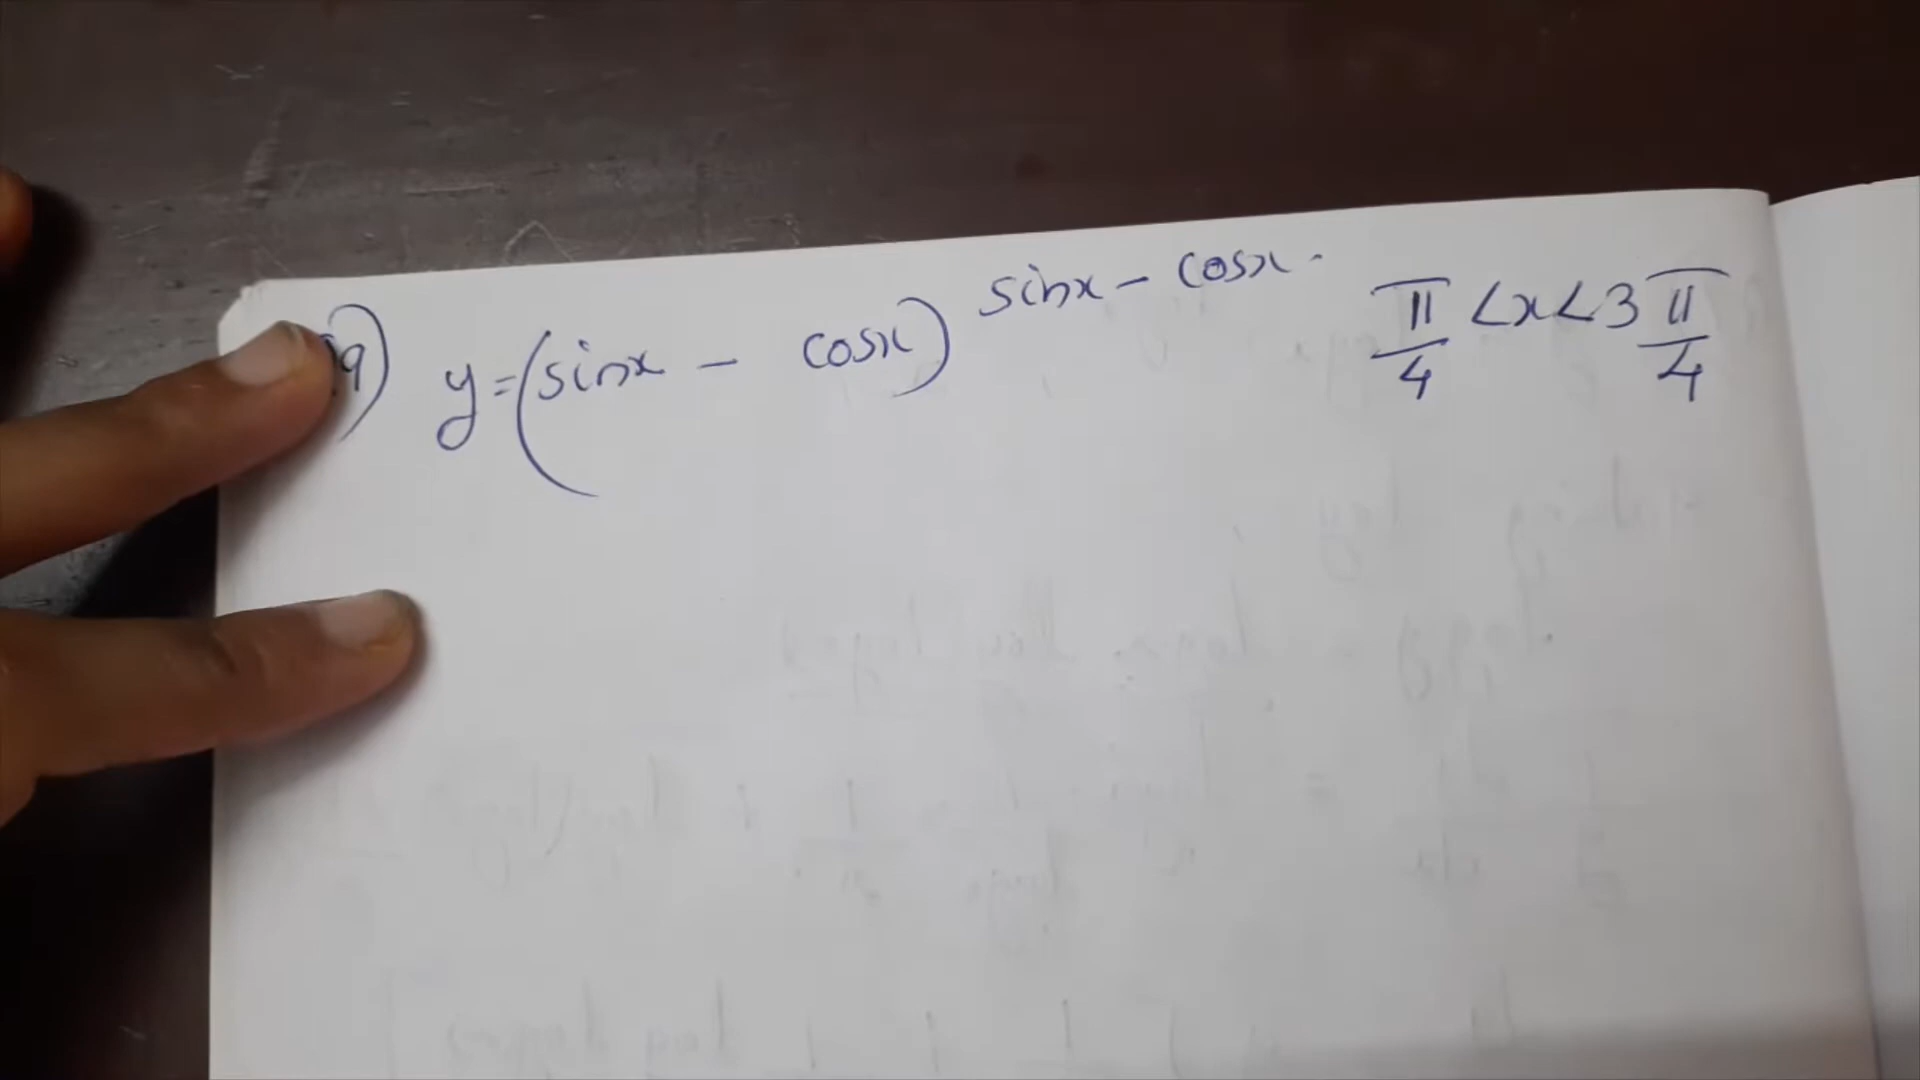 9) y=(sinx - cosx)^sinx - cosx. π/4 <x< 3π/4